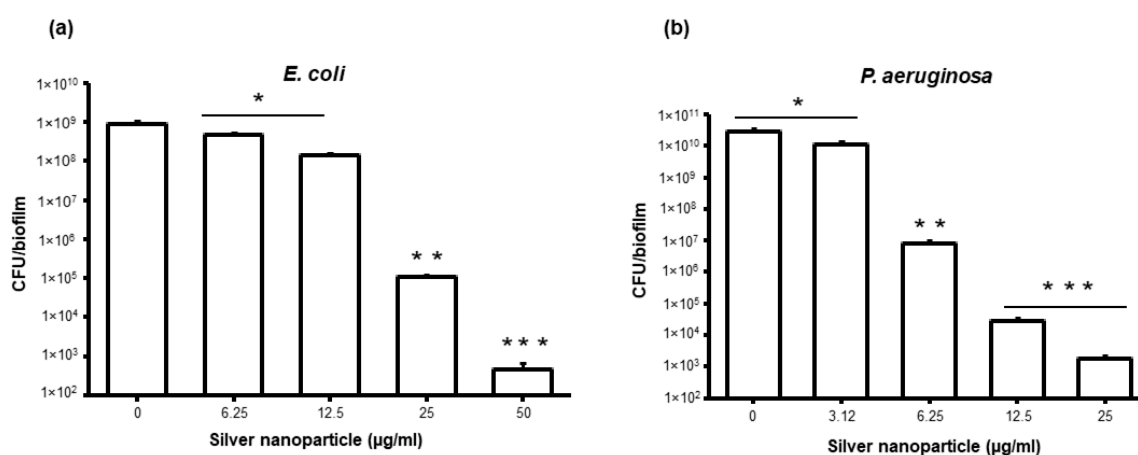 (a)
E. coli
*
* *
* * *
1×10¹⁰
1×10⁹
1×10⁸
1×10⁷
1×10⁶
1×10⁵
1×10⁴
1×10³
1×10²
CFU/biofilm
0 6.25 12.5 25 50
Silver nanoparticle (µg/ml)
(b)
P. aeruginosa
*
* *
* * *
1×10¹¹
1×10¹⁰
1×10⁹
1×10⁸
1×10⁷
1×10⁶
1×10⁵
1×10⁴
1×10³
1×10²
CFU/biofilm
0 3.12 6.25 12.5 25
Silver nanoparticle (µg/ml)